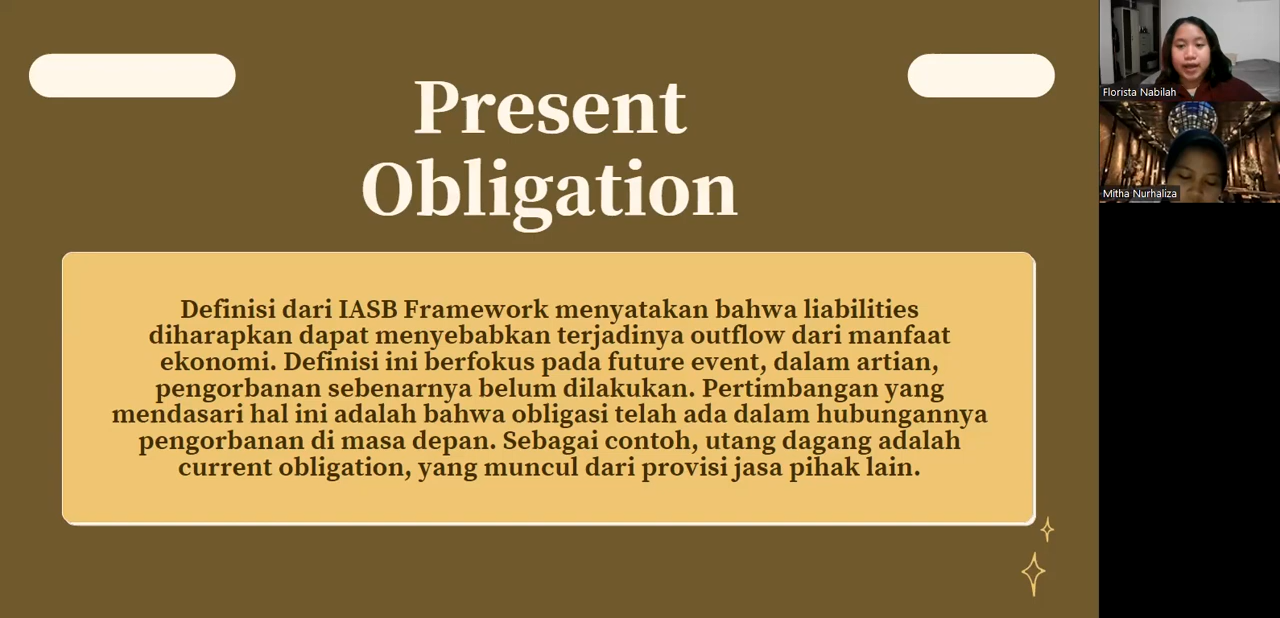 Present
Obligation
Definisi dari IASB Framework menyatakan bahwa liabilities
diharapkan dapat menyebabkan terjadinya outflow dari manfaat
ekonomi. Definisi ini berfokus pada future event, dalam artian,
pengorbanan sebenarnya belum dilakukan. Pertimbangan yang
mendasari hal ini adalah bahwa obligasi telah ada dalam hubungannya
pengorbanan di masa depan. Sebagai contoh, utang dagang adalah
current obligation, yang muncul dari provisi jasa pihak lain.
Florista Nabilah
Mitha Nurhaliza